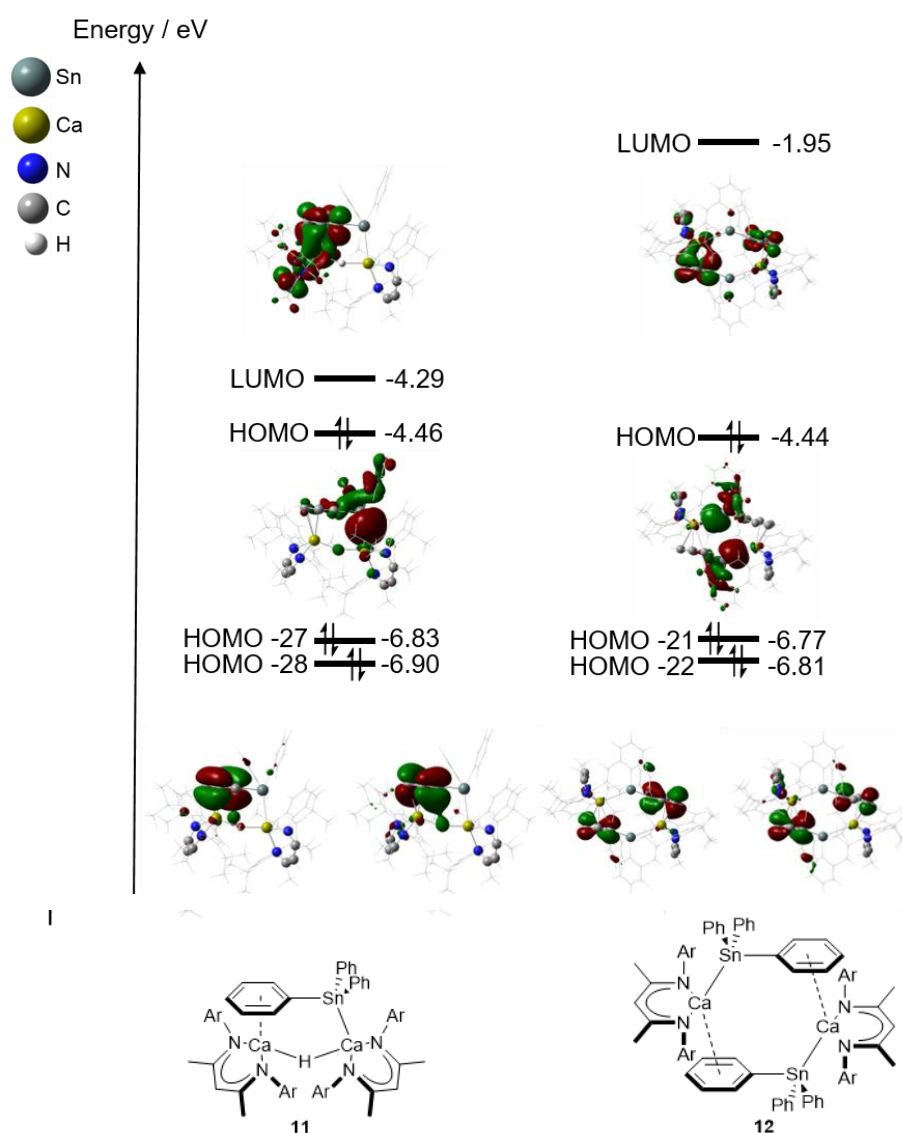 Energy / eV
Sn
Ca
N
C
H
LUMO -1.95
LUMO -4.29
HOMO -4.46
HOMO -4.44
HOMO -27 -6.83
HOMO -28 -6.90
HOMO -21 -6.77
HOMO -22 -6.81
Ph
Ph
Sn
Ar
Ar
Ca
N
H
Ca
N
N
Ar
N
Ar
11
Ph Ph
Ar
Sn
N
Ar
Ca
N
N
Ar
Ca
N
Sn
Ar
Ph Ph
12